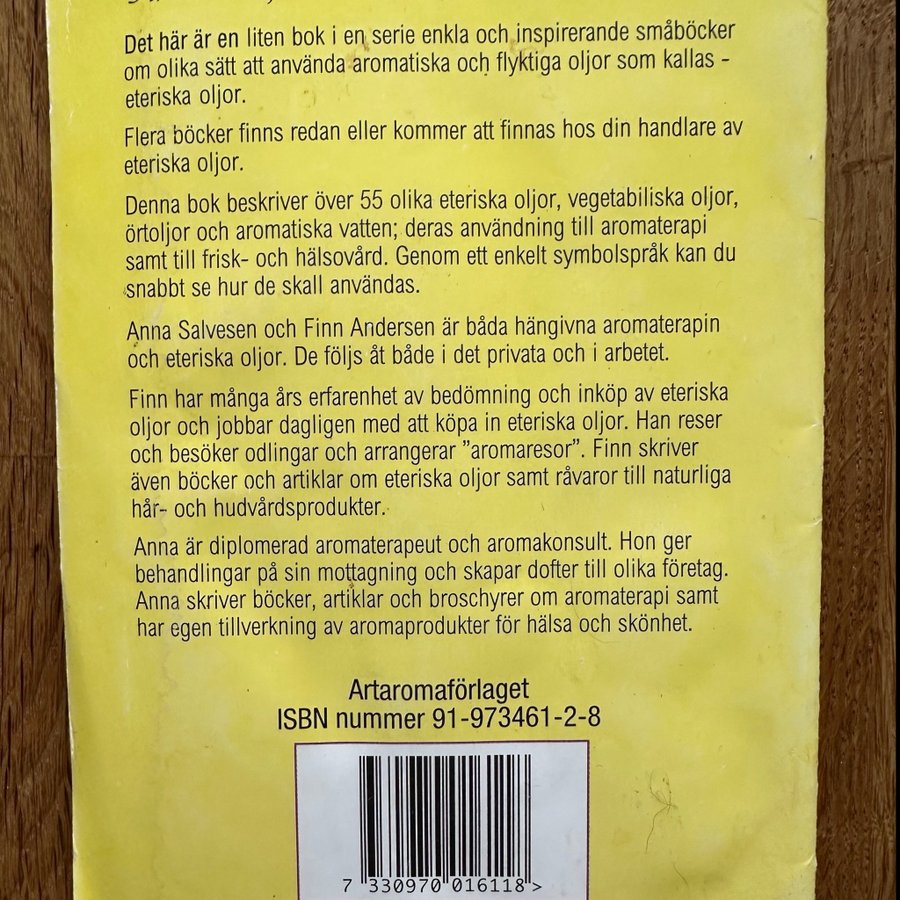 Det här är en liten bok i en serie enkla och inspirerande småböcker
om olika sätt att använda aromatiska och flyktiga oljor som kallas -
eteriska oljor.
Flera böcker finns redan eller kommer att finnas hos din handlare av
eteriska oljor.
Denna bok beskriver över 55 olika eteriska oljor, vegetabiliska oljor,
örtoljor och aromatiska vatten; deras användning till aromaterapi
samt till frisk- och hälsovård. Genom ett enkelt symbolspråk kan du
snabbt se hur de skall användas.
Anna Salvesen och Finn Andersen är båda hängivna aromaterapin
och eteriska oljor. De följs åt både i det privata och i arbetet.
Finn har många års erfarenhet av bedömning och inköp av eteriska
oljor och jobbar dagligen med att köpa in eteriska oljor. Han reser
och besöker odlingar och arrangerar ”aromaresor”. Finn skriver
även böcker och artiklar om eteriska oljor samt råvaror till naturliga
hår- och hudvårdsprodukter.
Anna är diplomerad aromaterapeut och aromakonsult. Hon ger
behandlingar på sin mottagning och skapar dofter till olika företag.
Anna skriver böcker, artiklar och broschyrer om aromaterapi samt
har egen tillverkning av aromaprodukter för hälsa och skönhet.
Artaromaförlaget
ISBN nummer 91-973461-2-8
7 330970 016118 >